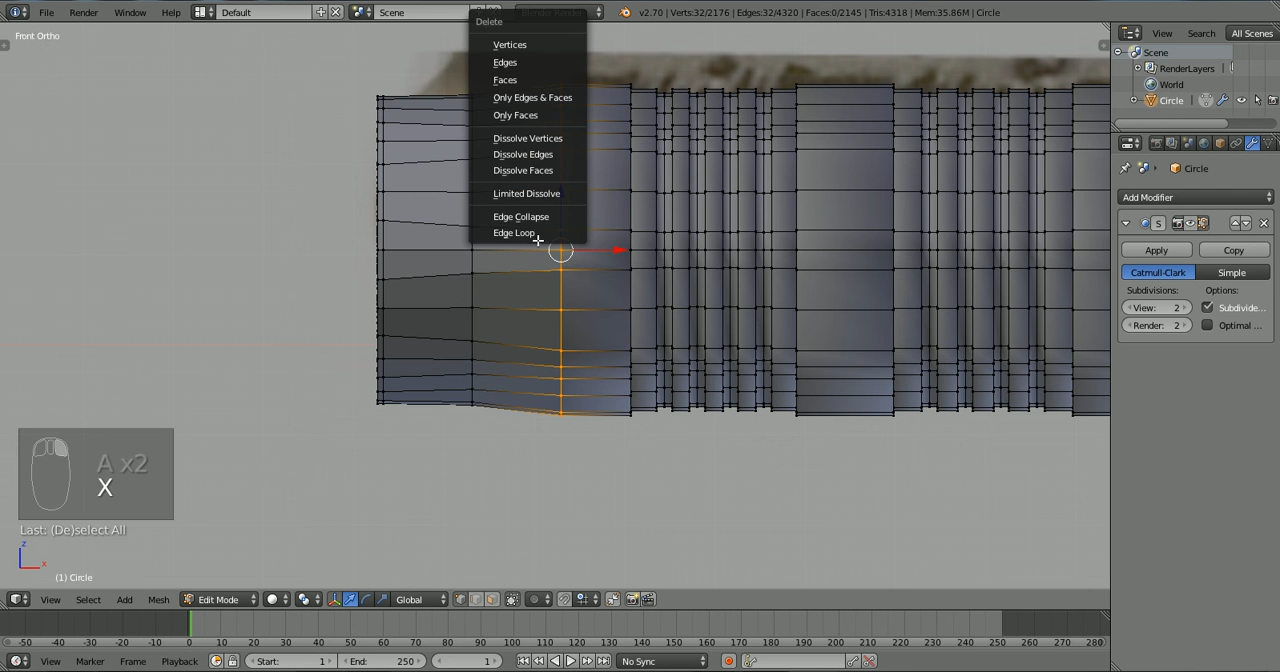 File Render Window Help Default Scene v2.70 | Verts:32/2176 | Edges:32/4320 | Faces:0/2145 | Tris:4318 | Mem:35.86M | Circle
Front Ortho
Delete
Vertices
Edges
Faces
Only Edges & Faces
Only Faces
Dissolve Vertices
Dissolve Edges
Dissolve Faces
Limited Dissolve
Edge Collapse
Edge Loop
View Search All Scenes
Scene
RenderLayers
World
Circle
Circle
Add Modifier
S
Apply Copy
Catmull-Clark Simple
Subdivisions: Options:
View: 2 Subdivide...
Render: 2 Optimal ...
A x2
X
Last: (De)select All
z
x
(1) Circle
View Select Add Mesh Edit Mode Global
-50 -40 -30 -20 -10 0 10 20 30 40 50 60 70 80 90 100 110 120 130 140 150 160 170 180 190 200 210 220 230 240 250 260 270 280
View Marker Frame Playback Start: 1 End: 250 1 No Sync